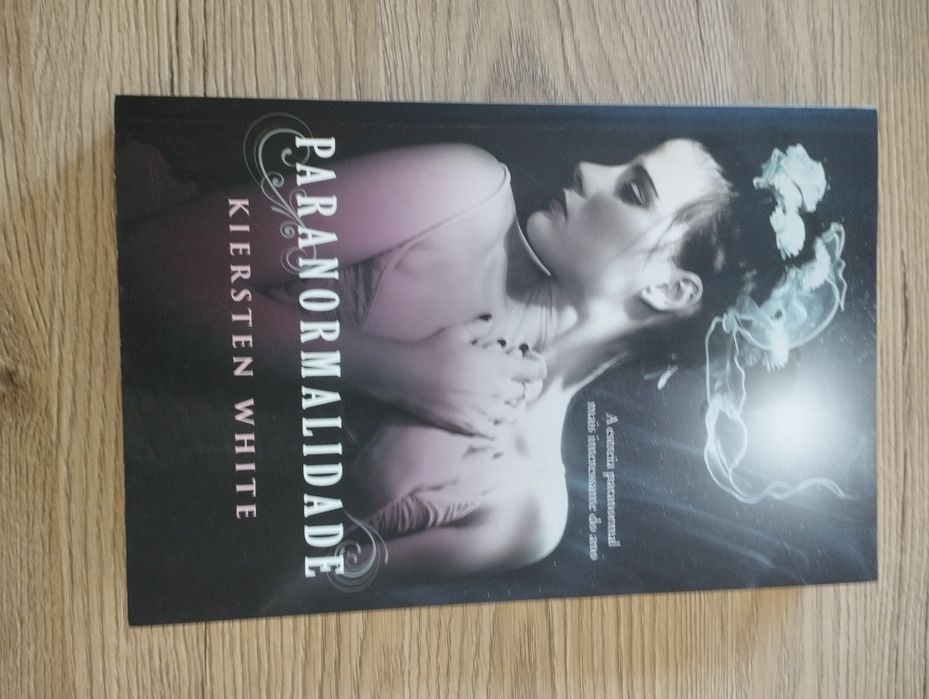 A estreia paranormal
mais interessante do ano
PARANORMALIDADE
KIERSTEN WHITE